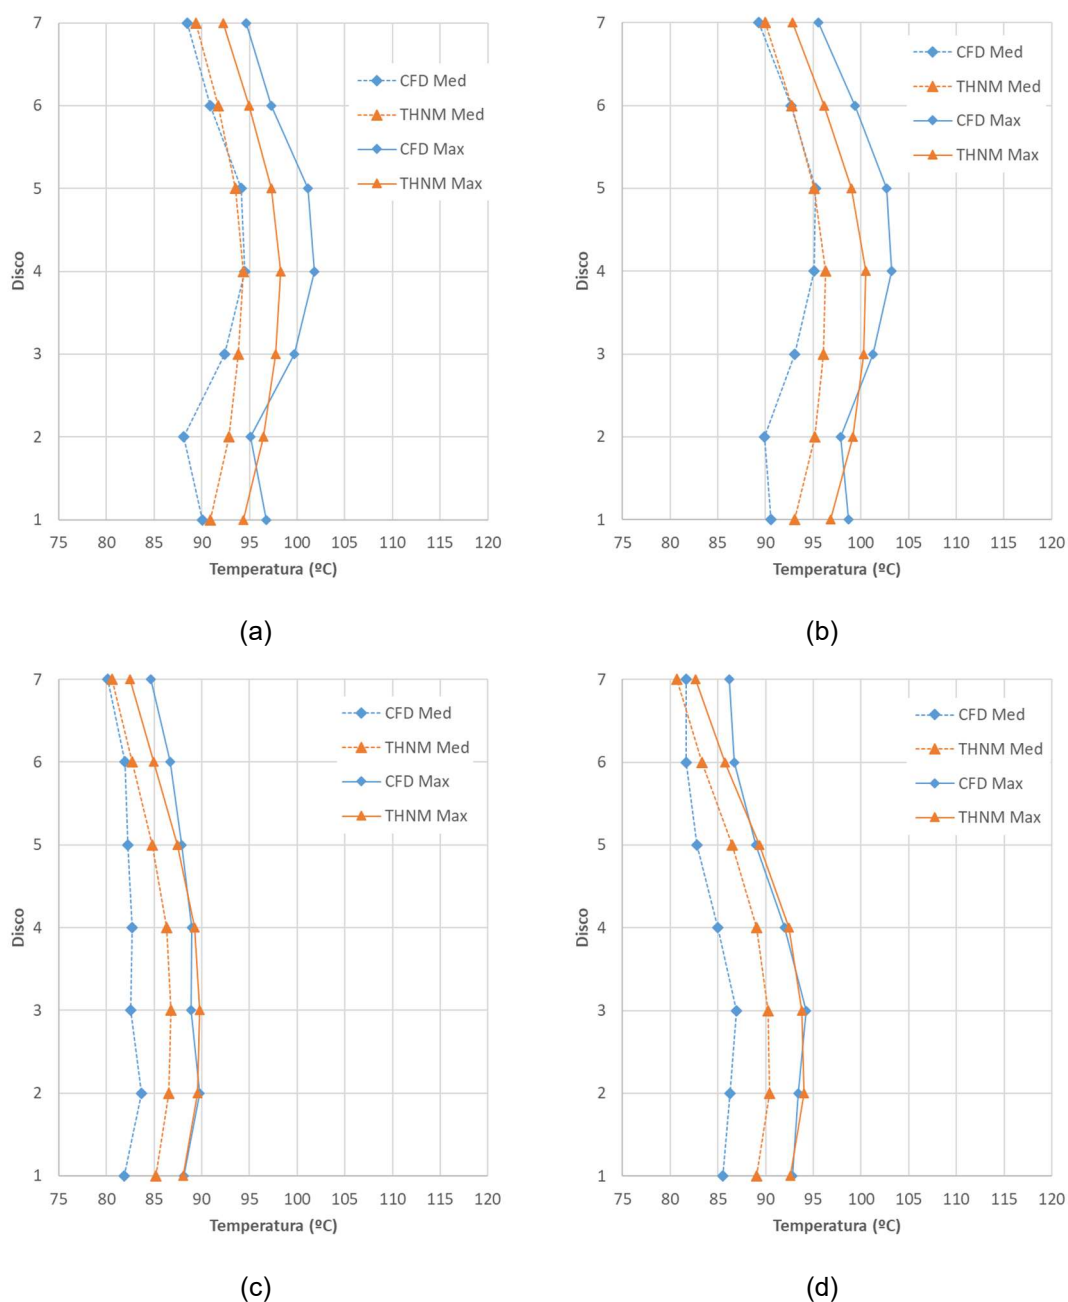 7
6
5
4
3
2
1
Disco
75 80 85 90 95 100 105 110 115 120
Temperatura (ºC)
CFD Med
THNM Med
CFD Max
THNM Max
(a)
7
6
5
4
3
2
1
Disco
75 80 85 90 95 100 105 110 115 120
Temperatura (ºC)
CFD Med
THNM Med
CFD Max
THNM Max
(b)
7
6
5
4
3
2
1
Disco
75 80 85 90 95 100 105 110 115 120
Temperatura (ºC)
CFD Med
THNM Med
CFD Max
THNM Max
(c)
7
6
5
4
3
2
1
Disco
75 80 85 90 95 100 105 110 115 120
Temperatura (ºC)
CFD Med
THNM Med
CFD Max
THNM Max
(d)